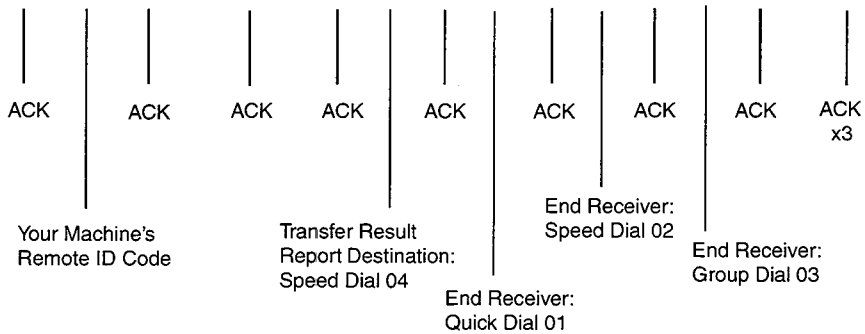 ACK ACK ACK ACK ACK ACK ACK ACK ACK
x3
Your Machine's
Remote ID Code
Transfer Result
Report Destination:
Speed Dial 04
End Receiver:
Quick Dial 01
End Receiver:
Speed Dial 02
End Receiver:
Group Dial 03